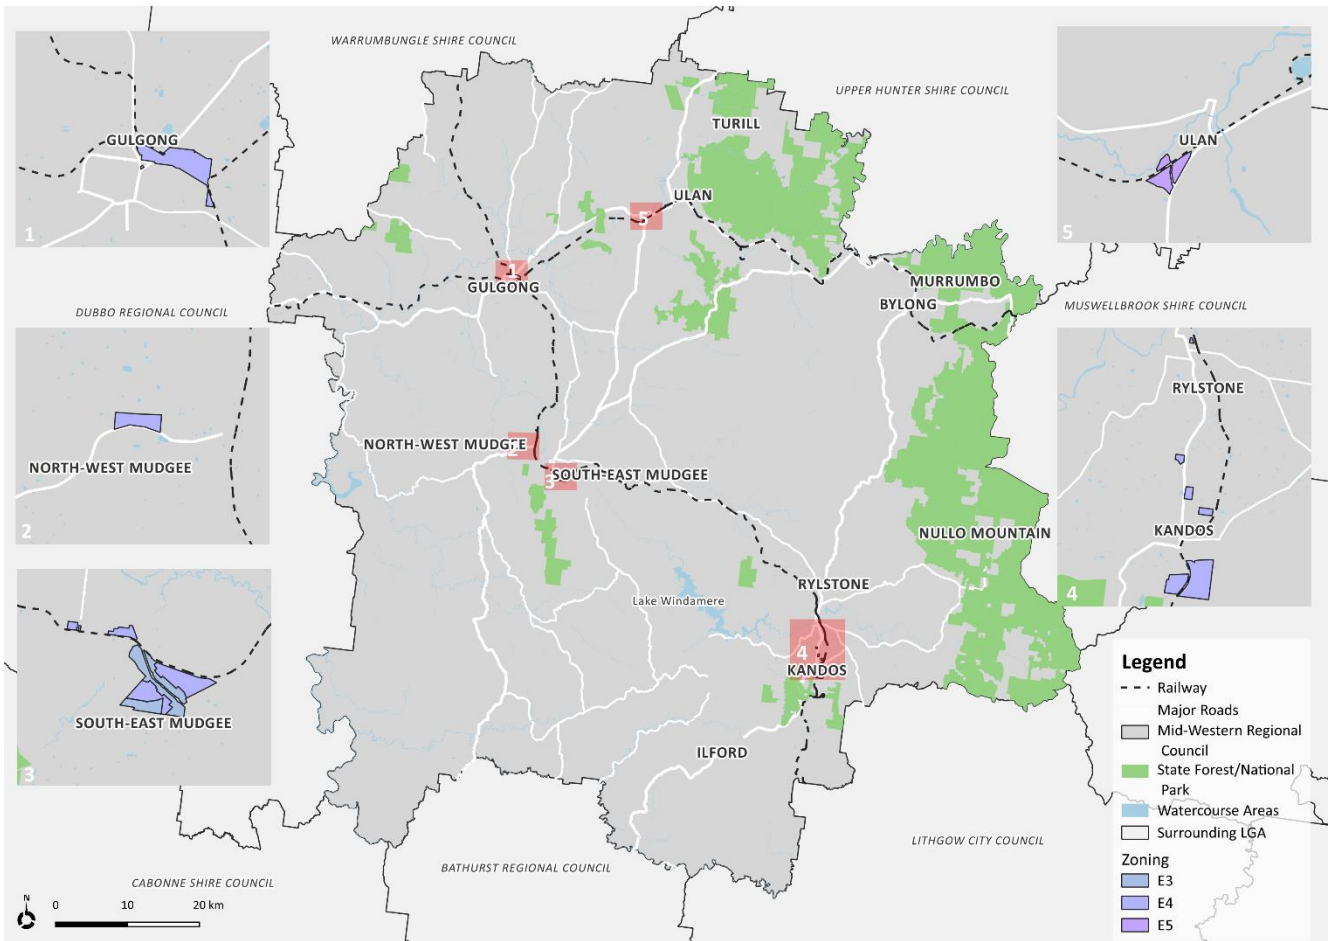 WARRUMBUNGLE SHIRE COUNCIL
UPPER HUNTER SHIRE COUNCIL
GULGONG
1
TURILL
ULAN
5
ULAN
5
1
GULGONG
DUBBO REGIONAL COUNCIL
MURRUMBO
BYLONG
MUSWELLBROOK SHIRE COUNCIL
NORTH-WEST MUDGEE
2
RYLSTONE
KANDOS
4
NORTH-WEST MUDGEE
2
SOUTH-EAST MUDGEE
3
NULLO MOUNTAIN
RYLSTONE
Lake Windamere
4
KANDOS
SOUTH-EAST MUDGEE
3
ILFORD
LITHGOW CITY COUNCIL
BATHURST REGIONAL COUNCIL
CABONNE SHIRE COUNCIL
N
0 10 20 km
Legend
Railway
Major Roads
Mid-Western Regional
Council
State Forest/National
Park
Watercourse Areas
Surrounding LGA
Zoning
E3
E4
E5